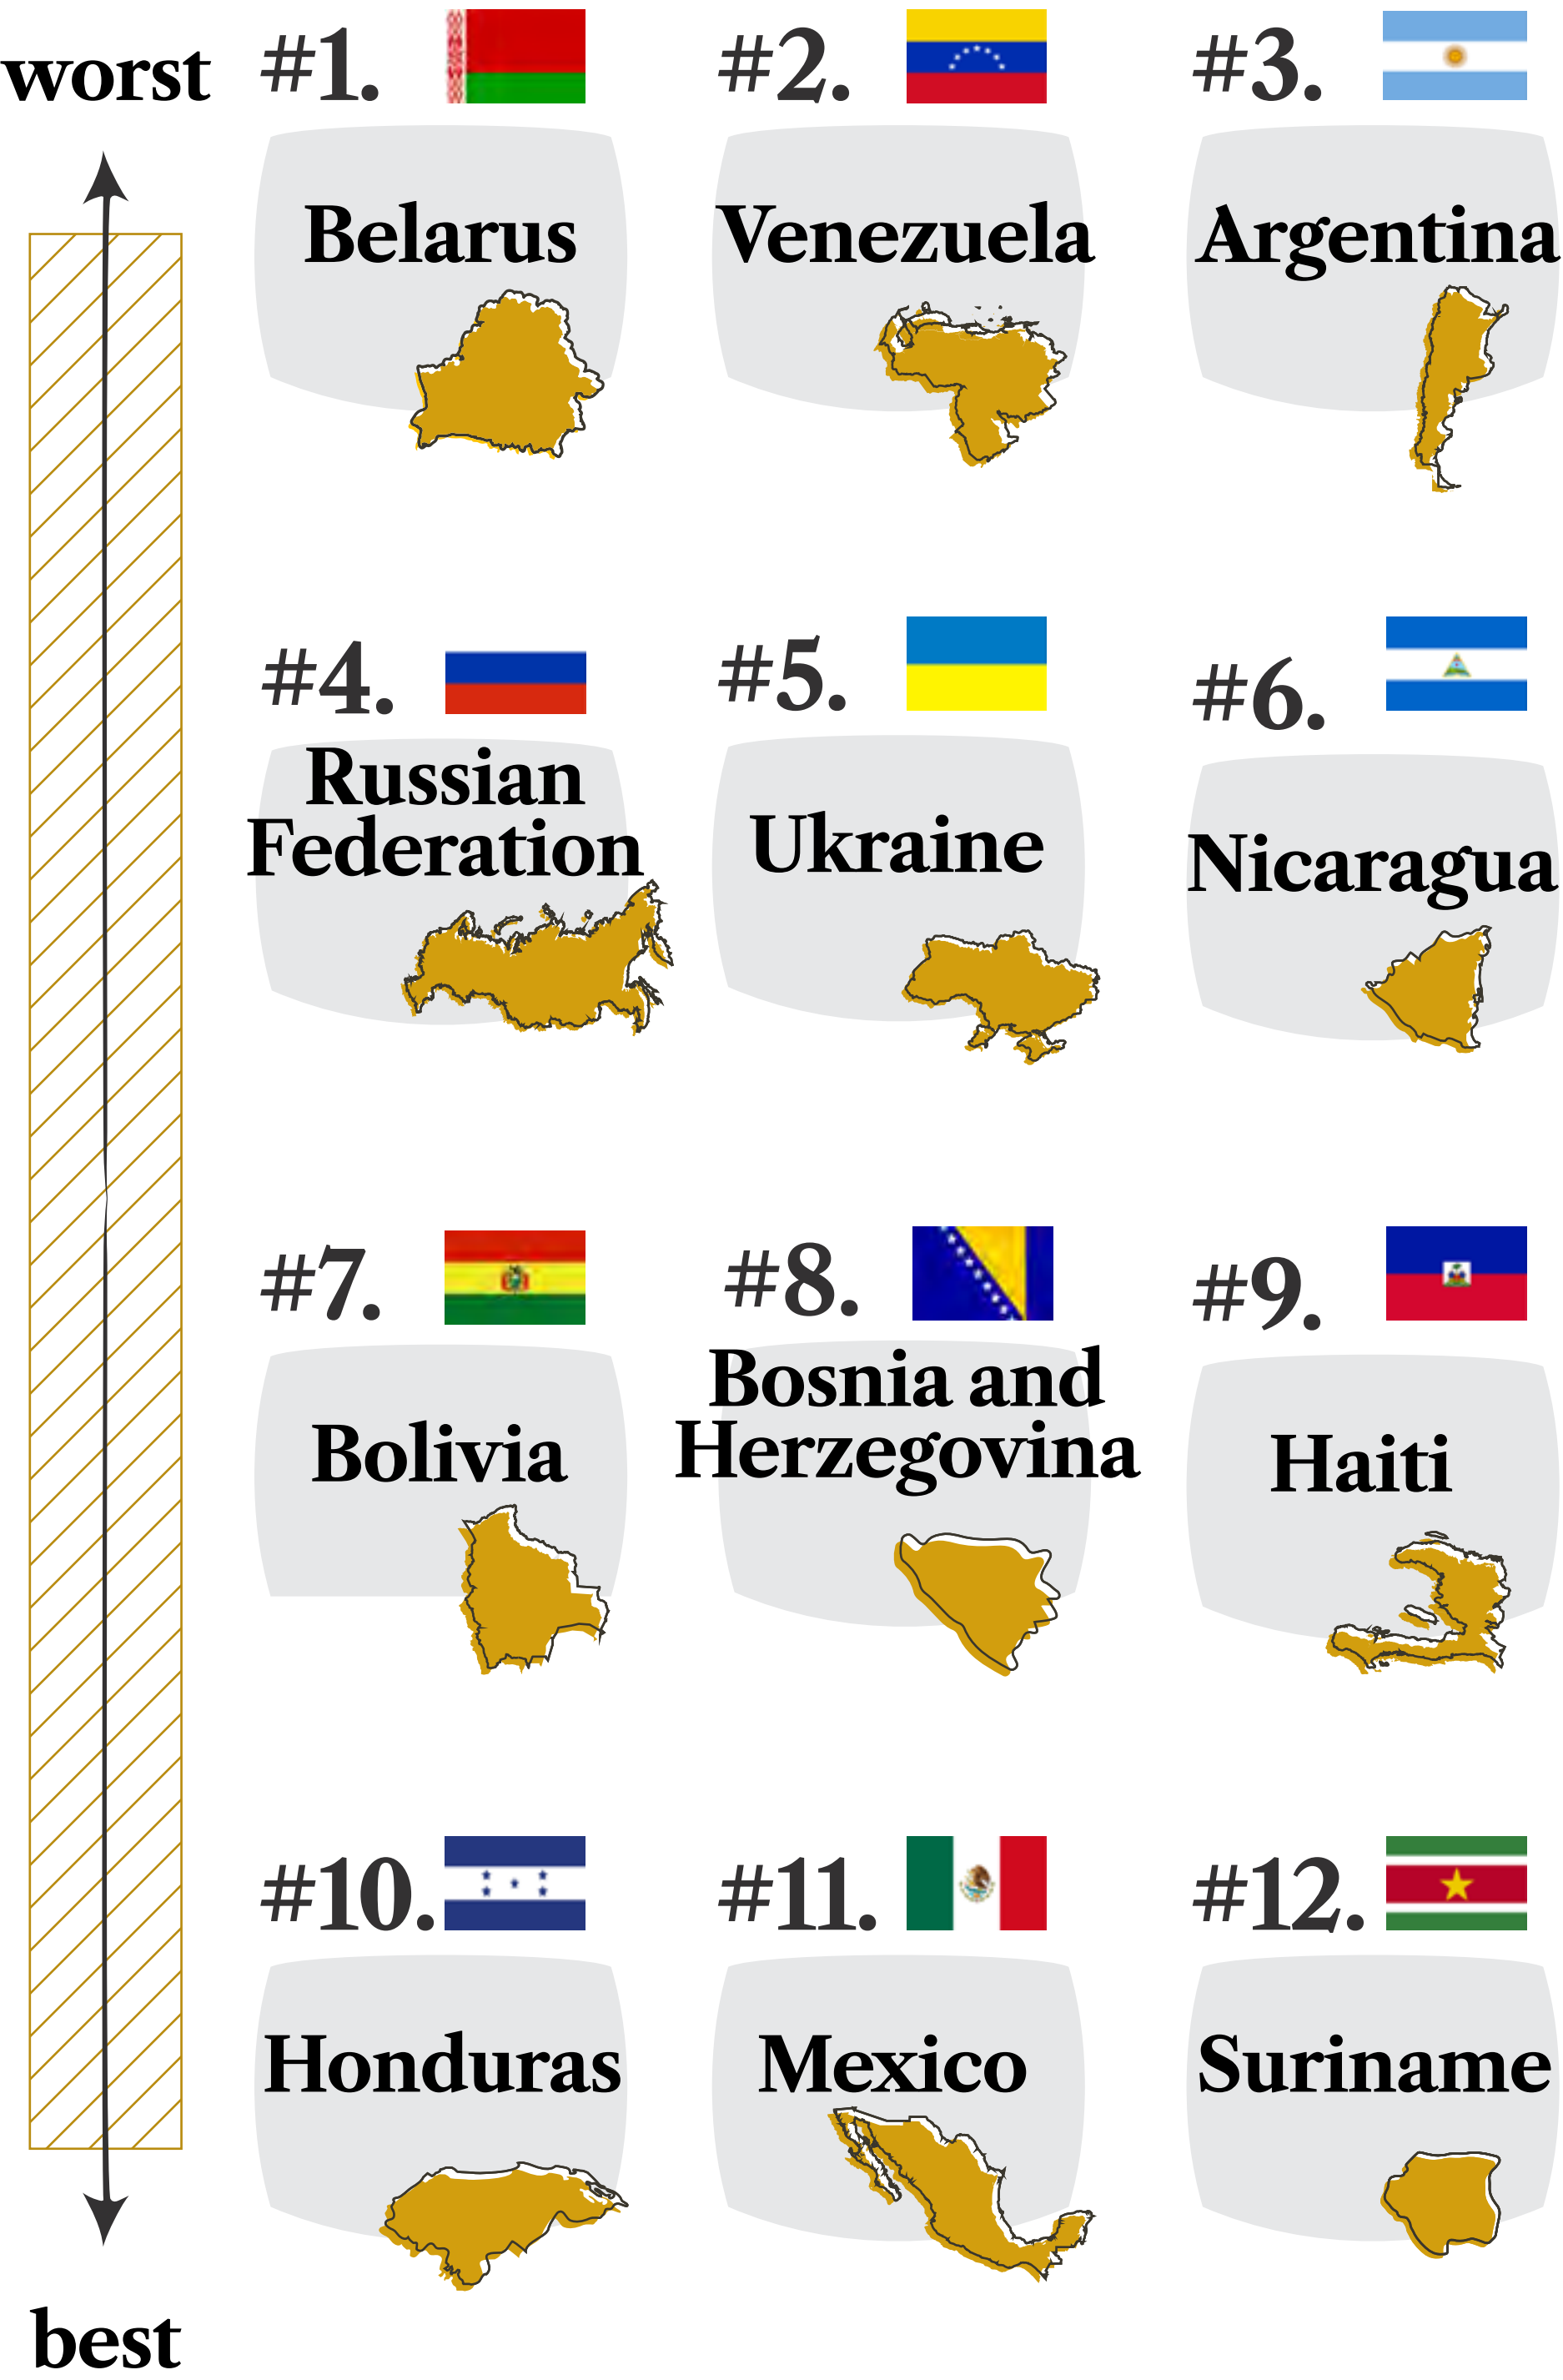 worst
#1.
#2.
#3.
Belarus
Venezuela
Argentina
#4.
#5.
#6.
Russian
Federation
Ukraine
Nicaragua
#7.
#8.
#9.
Bolivia
Bosnia and
Herzegovina
Haiti
#10.
#11.
#12.
Honduras
Mexico
Suriname
best